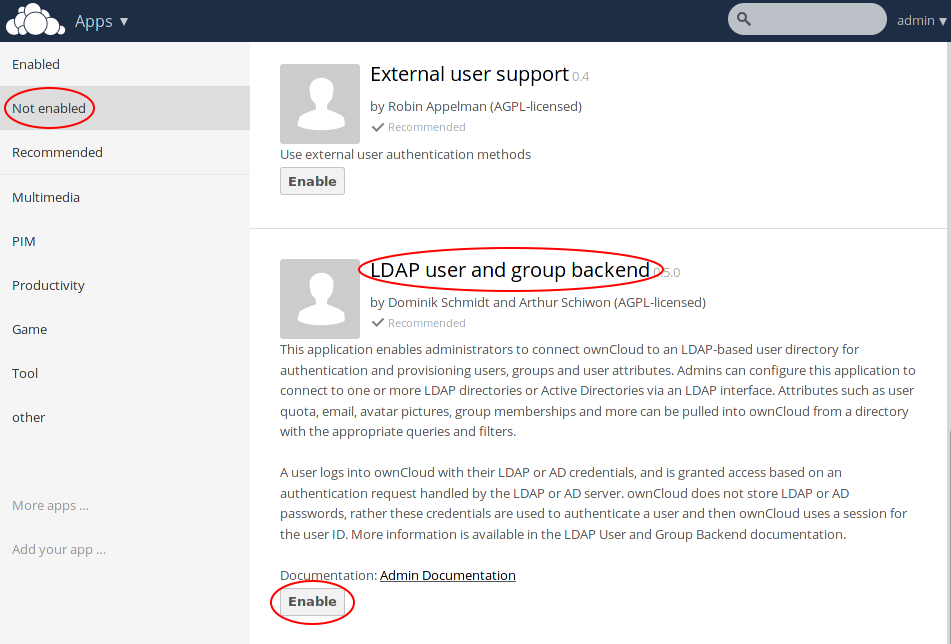 Apps ▼
admin ▼
Enabled
Not enabled
Recommended
Multimedia
PIM
Productivity
Game
Tool
other
More apps ...
Add your app ...
External user support 0.4
by Robin Appelman (AGPL-licensed)
Recommended
Use external user authentication methods
Enable
LDAP user and group backend 0.5.0
by Dominik Schmidt and Arthur Schiwon (AGPL-licensed)
Recommended
This application enables administrators to connect ownCloud to an LDAP-based user directory for
authentication and provisioning users, groups and user attributes. Admins can configure this application to
connect to one or more LDAP directories or Active Directories via an LDAP interface. Attributes such as user
quota, email, avatar pictures, group memberships and more can be pulled into ownCloud from a directory
with the appropriate queries and filters.
A user logs into ownCloud with their LDAP or AD credentials, and is granted access based on an
authentication request handled by the LDAP or AD server. ownCloud does not store LDAP or AD
passwords, rather these credentials are used to authenticate a user and then ownCloud uses a session for
the user ID. More information is available in the LDAP User and Group Backend documentation.
Documentation: Admin Documentation
Enable